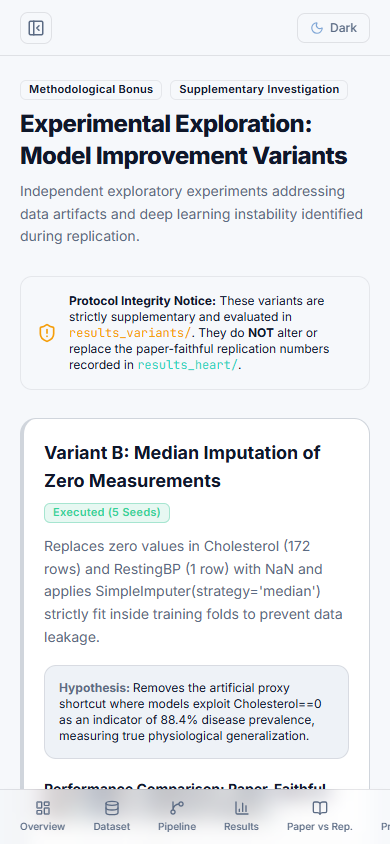 Dark
Methodological Bonus
Supplementary Investigation
Experimental Exploration:
Model Improvement Variants
Independent exploratory experiments addressing
data artifacts and deep learning instability identified
during replication.
Protocol Integrity Notice: These variants are
strictly supplementary and evaluated in
results_variants/. They do NOT alter or
replace the paper-faithful replication numbers
recorded in results_heart/.
Variant B: Median Imputation of
Zero Measurements
Executed (5 Seeds)
Replaces zero values in Cholesterol (172
rows) and RestingBP (1 row) with NaN and
applies SimpleImputer(strategy='median')
strictly fit inside training folds to prevent data
leakage.
Hypothesis: Removes the artificial proxy
shortcut where models exploit Cholesterol==0
as an indicator of 88.4% disease prevalence,
measuring true physiological generalization.
Performance Comparison: Paper-Faithful
Overview
Dataset
Pipeline
Results
Paper vs Rep.